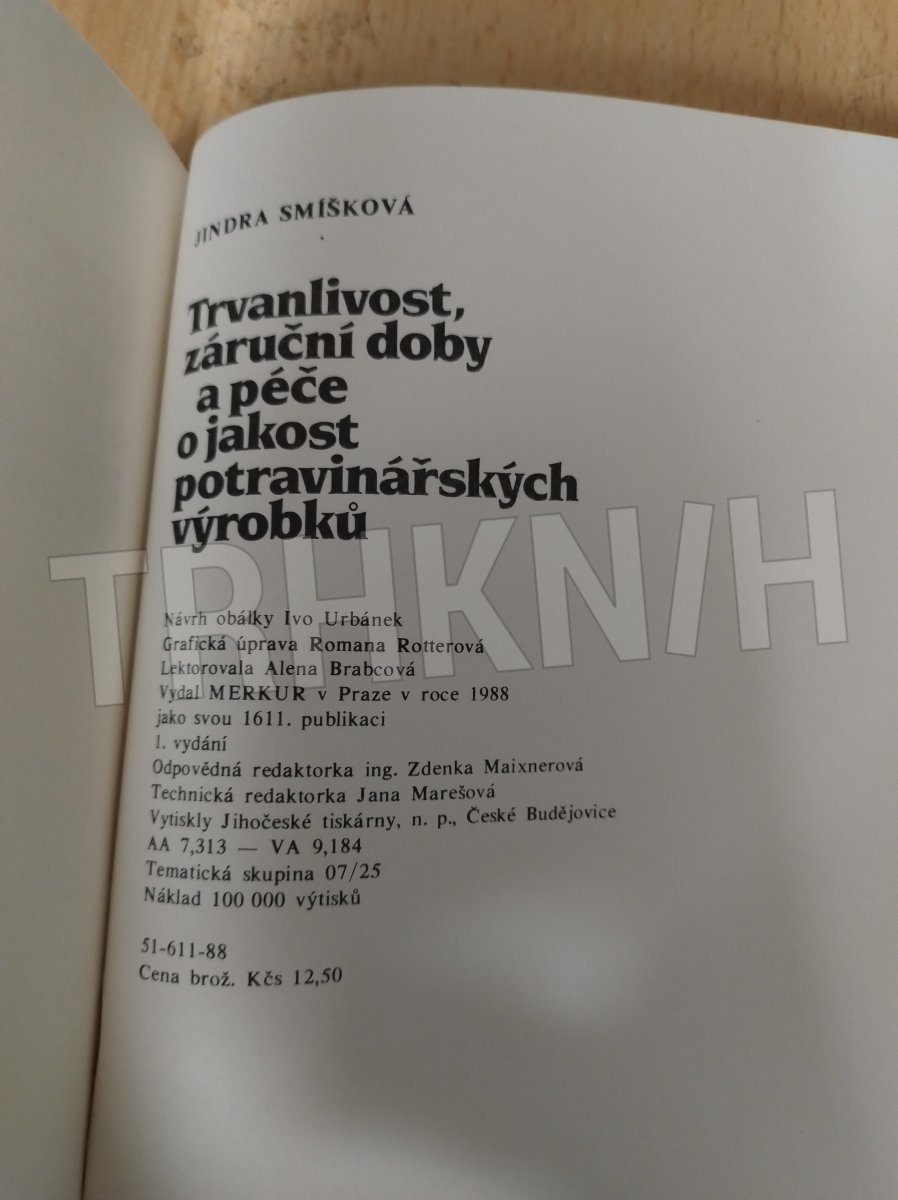 JINDRA SMÍŠKOVÁ
Trvanlivost,
záruční doby
a péče
o jakost
potravinářských
výrobků
TRHKNIH
Návrh obálky Ivo Urbánek
Grafická úprava Romana Rotterová
Lektorovala Alena Brabcová
Vydal MERKUR v Praze v roce 1988
jako svou 1611. publikaci
1. vydání
Odpovědná redaktorka ing. Zdenka Maixnerová
Technická redaktorka Jana Marešová
Vytiskly Jihočeské tiskárny, n. p., České Budějovice
AA 7,313 — VA 9,184
Tematická skupina 07/25
Náklad 100 000 výtisků
51-611-88
Cena brož. Kčs 12,50